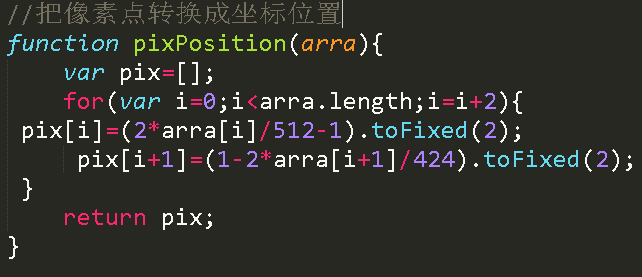 //把像素点转换成坐标位置
function pixPosition(arra){
    var pix=[];
    for(var i=0;i<arra.length;i=i+2){
 pix[i]=(2*arra[i]/512-1).toFixed(2);
     pix[i+1]=(1-2*arra[i+1]/424).toFixed(2);
 }
    return pix;
}